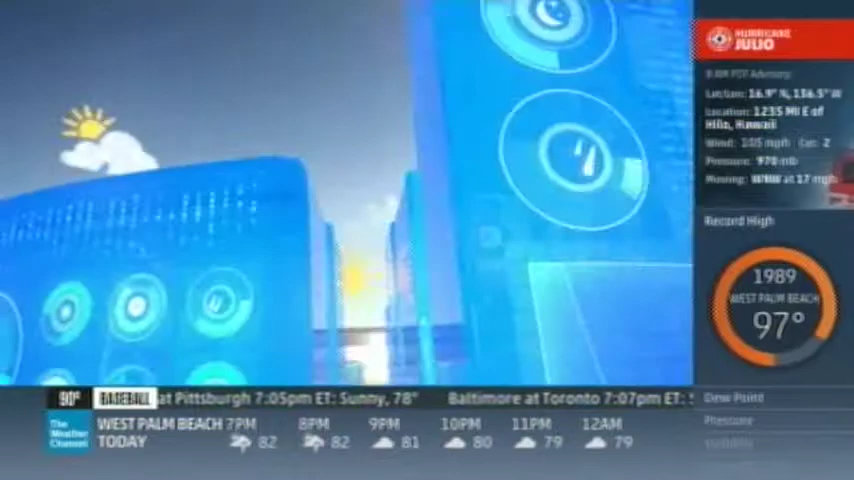 HURRICANE
JULIO
8 AM PDT Advisory:
Lat/Lon: 16.9° N, 136.5° W
Location: 1235 MI E of
Hilo, Hawaii
Wind: 105 mph Cat: 2
Pressure: 970 mb
Moving: WNW at 17 mph
Record High
1989
WEST PALM BEACH
97°
Dew Point
Pressure
90° BASEBALL at Pittsburgh 7:05pm ET: Sunny, 78° Baltimore at Toronto 7:07pm ET:
The Weather Channel
WEST PALM BEACH 7PM 8PM 9PM 10PM 11PM 12AM
TODAY 82 82 81 80 79 79